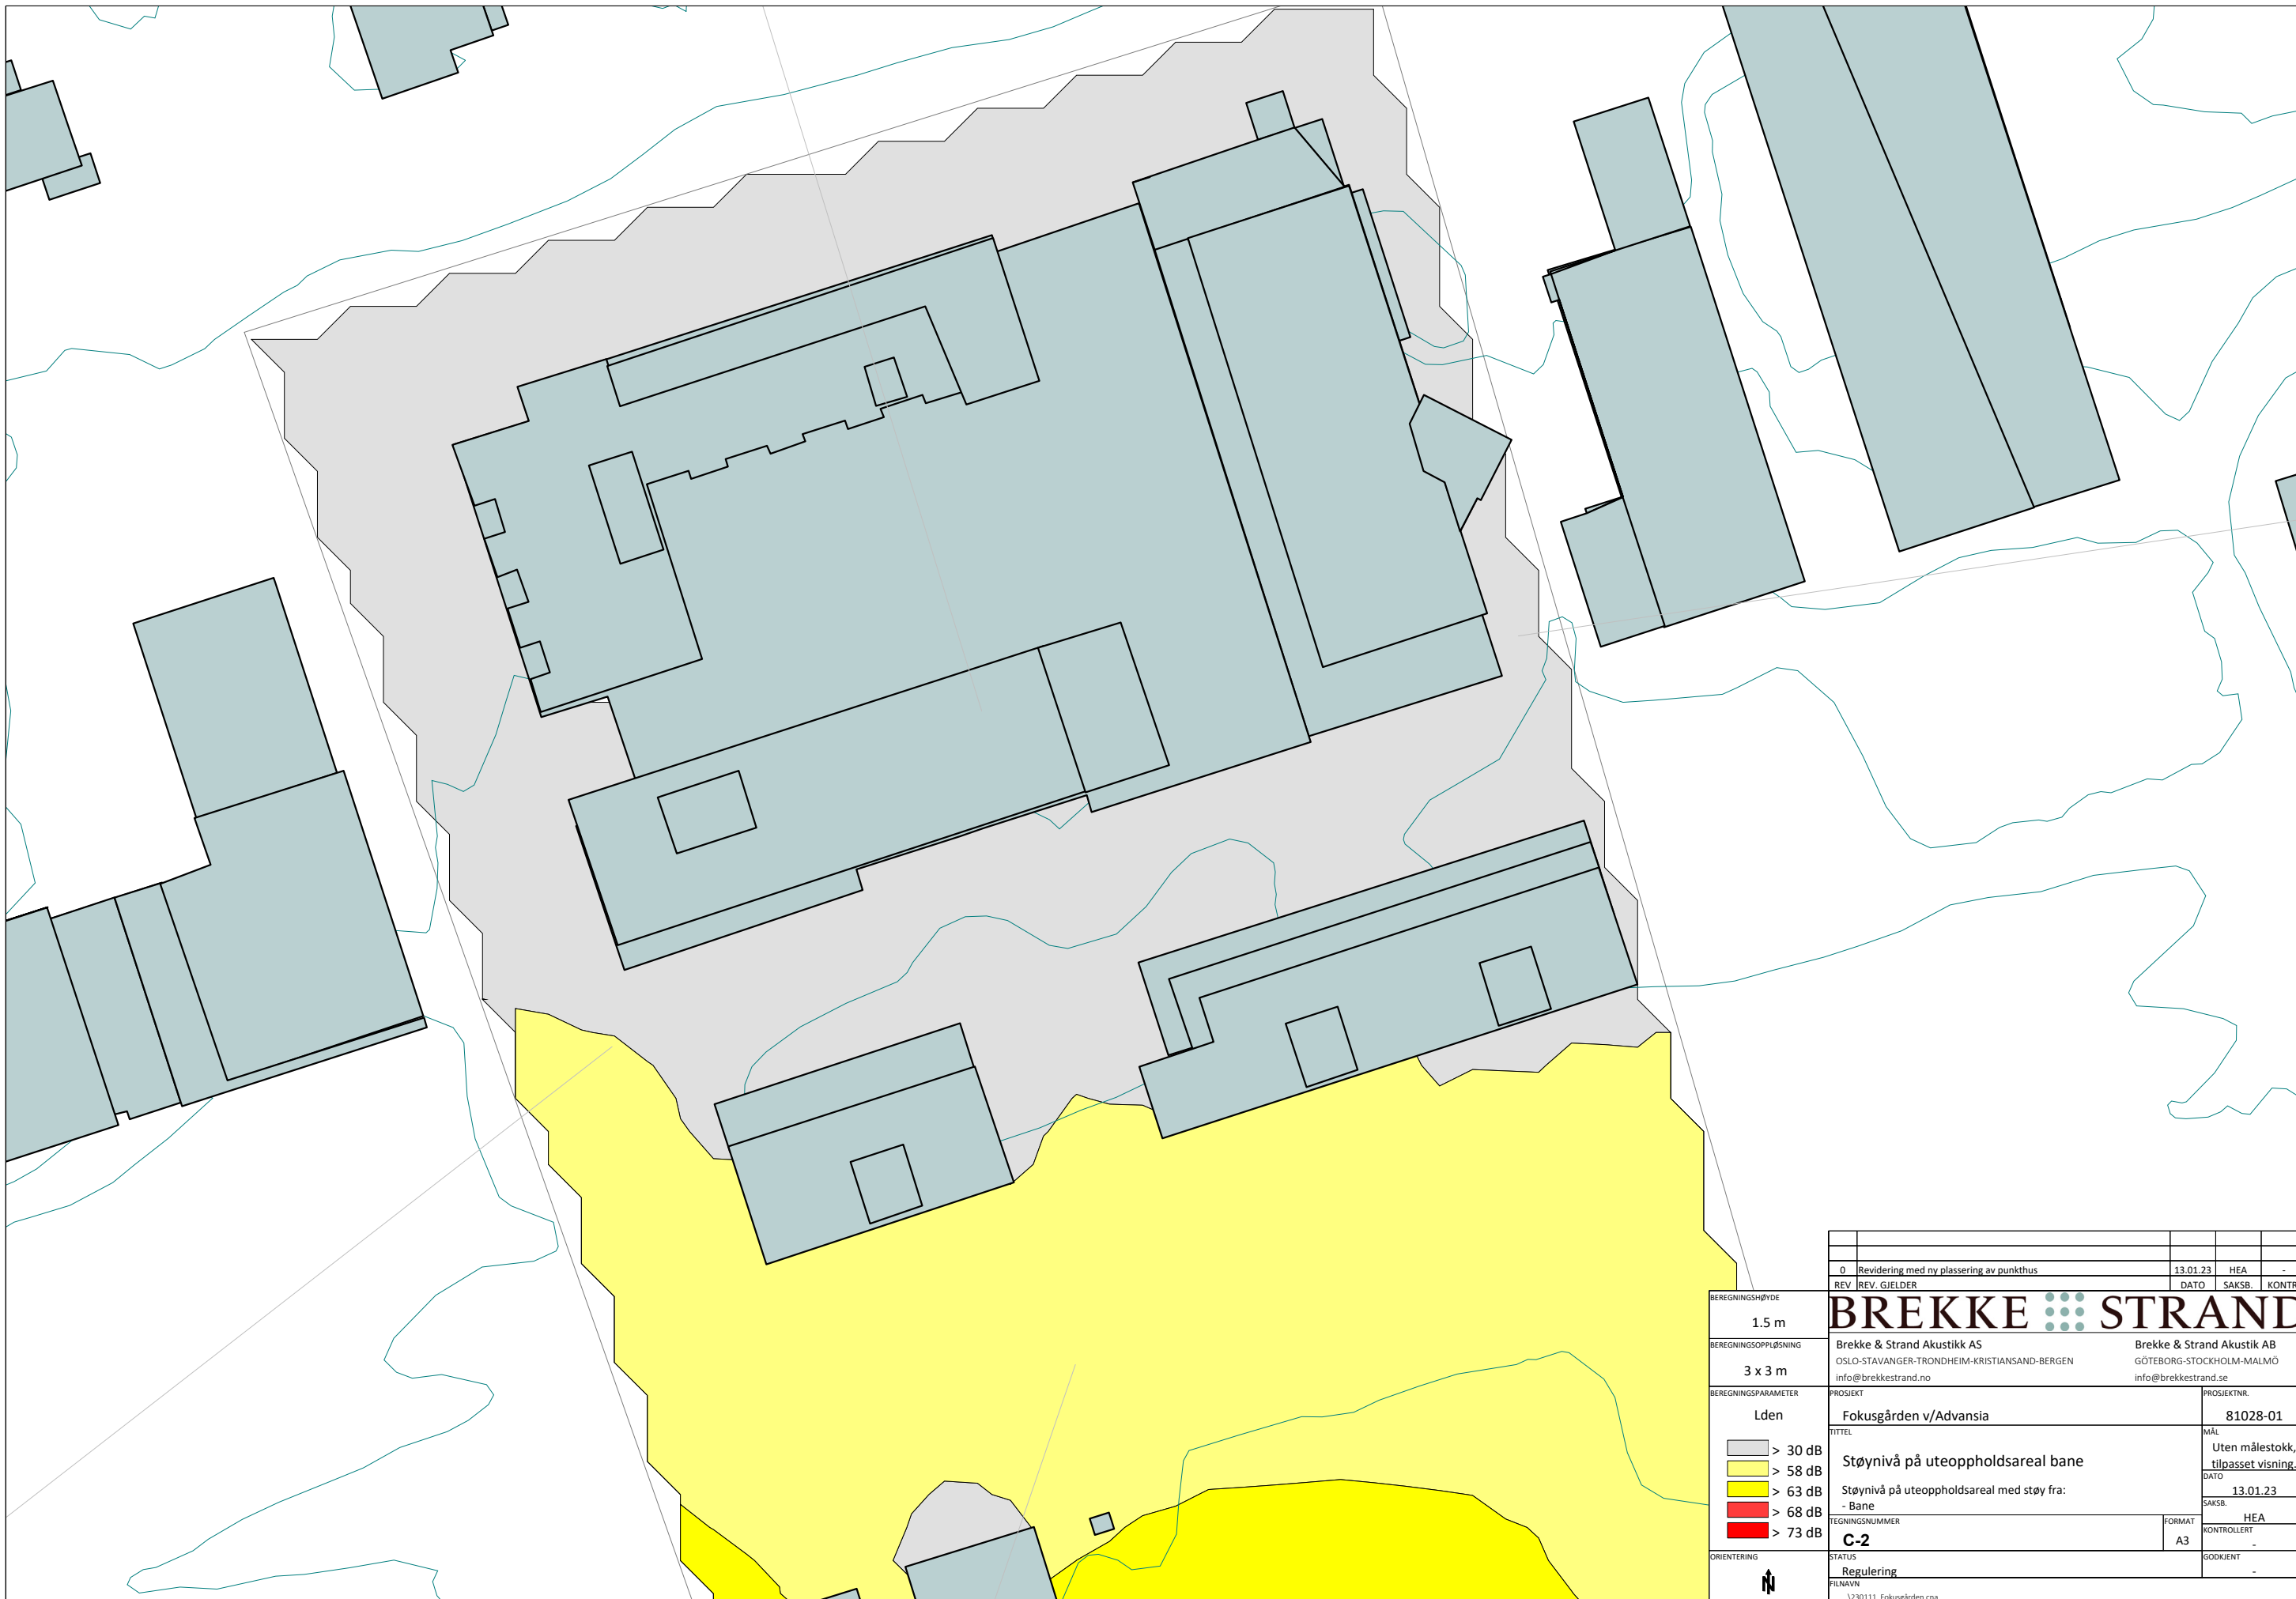 0 Revidering med ny plassering av punkthus 13.01.23 HEA -
REV REV. GJELDER DATO SAKSB. KONTR
BEREGNINGSHØYDE
1.5 m
BEREGNINGSOPPLØSNING
3 x 3 m
BEREGNINGSPARAMETER
Lden
> 30 dB
> 58 dB
> 63 dB
> 68 dB
> 73 dB
ORIENTERING
N
BREKKE STRAND
Brekke & Strand Akustikk AS
OSLO-STAVANGER-TRONDHEIM-KRISTIANSAND-BERGEN
info@brekkestrand.no
Brekke & Strand Akustik AB
GÖTEBORG-STOCKHOLM-MALMÖ
info@brekkestrand.se
PROSJEKT
Fokusgården v/Advansia
PROSJEKTNR.
81028-01
TITTEL
Støynivå på uteoppholdsareal bane
Støynivå på uteoppholdsareal med støy fra:
- Bane
MÅL
Uten målestokk,
tilpasset visning.
DATO
13.01.23
SAKSB.
HEA
TEGNINGSNUMMER
C-2
FORMAT
A3
KONTROLLERT
-
STATUS
Regulering
GODKJENT
-
FILNAVN
\230111_Fokusgården.cna